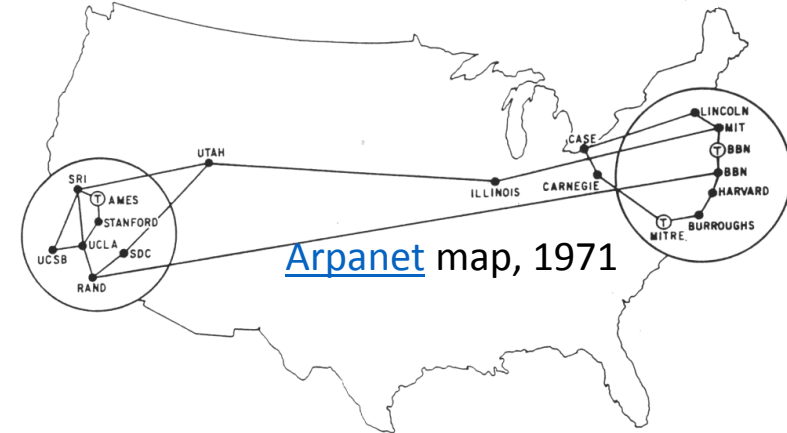 LINCOLN
MIT
CASE
T BBN
UTAH
BBN
SRI
ILLINOIS
CARNEGIE
HARVARD
T AMES
STANFORD
T
BURROUGHS
MITRE
UCLA
SDC
UCSB
RAND
Arpanet map, 1971